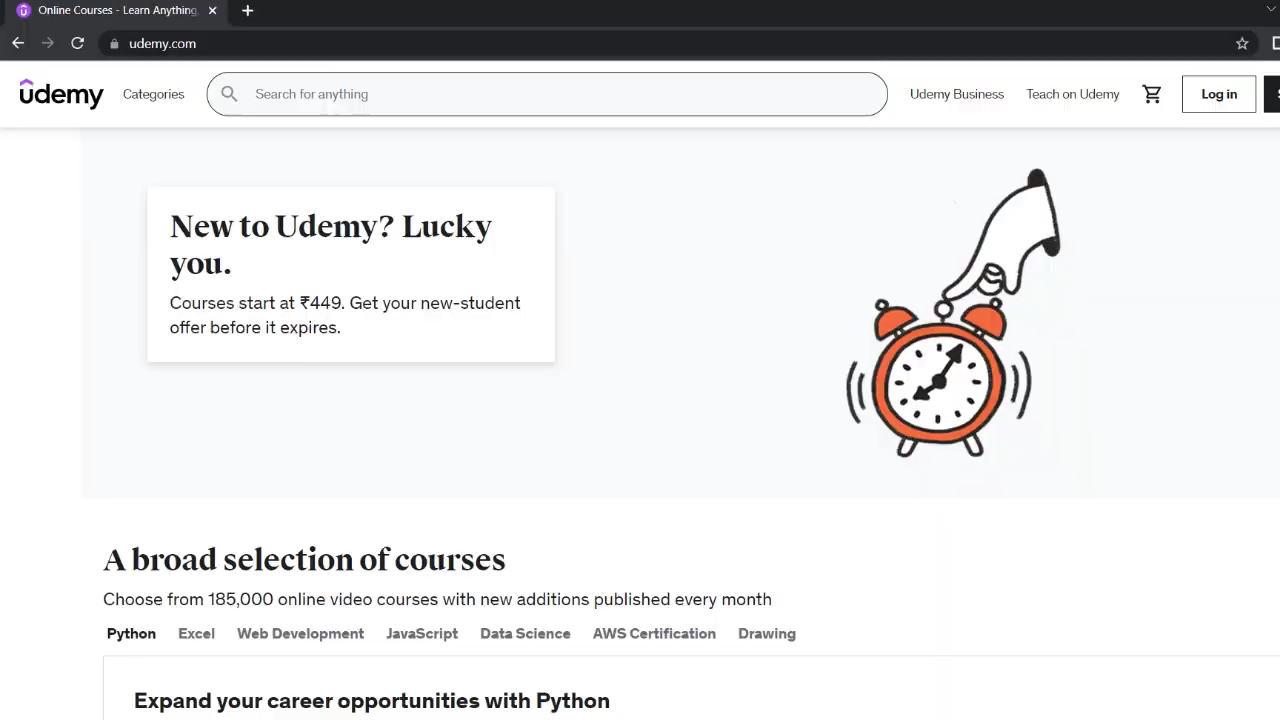 Online Courses - Learn Anything,
udemy.com
udemy
Categories
Search for anything
Udemy Business
Teach on Udemy
Log in
New to Udemy? Lucky
you.
Courses start at ₹449. Get your new-student
offer before it expires.
A broad selection of courses
Choose from 185,000 online video courses with new additions published every month
Python
Excel
Web Development
JavaScript
Data Science
AWS Certification
Drawing
Expand your career opportunities with Python